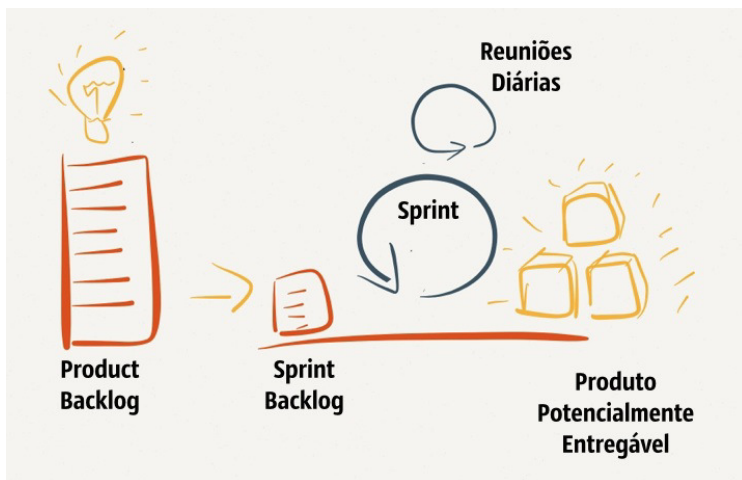 Reuniões
Diárias
Sprint
Product
Backlog
Sprint
Backlog
Produto
Potencialmente
Entregável